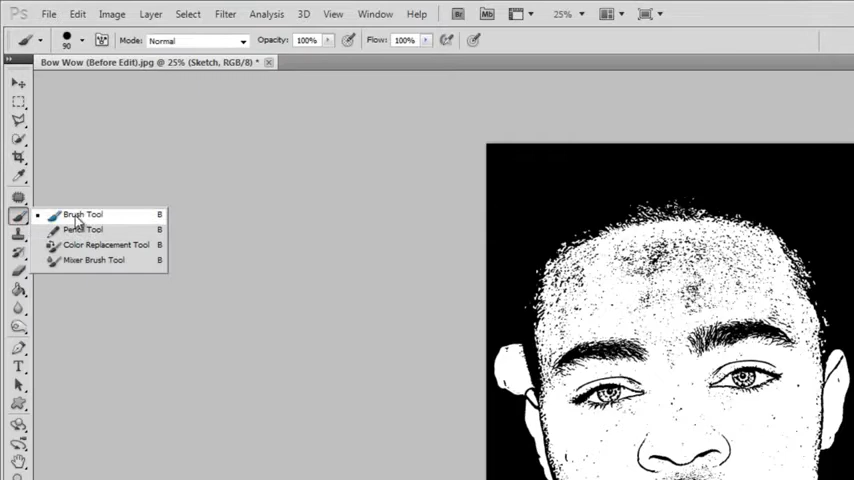 Ps File Edit Image Layer Select Filter Analysis 3D View Window Help Br Mb 25%
90 Mode: Normal Opacity: 100% Flow: 100%
Bow Wow (Before Edit).jpg @ 25% (Sketch, RGB/8) *
Brush Tool B
Pencil Tool B
Color Replacement Tool B
Mixer Brush Tool B
T